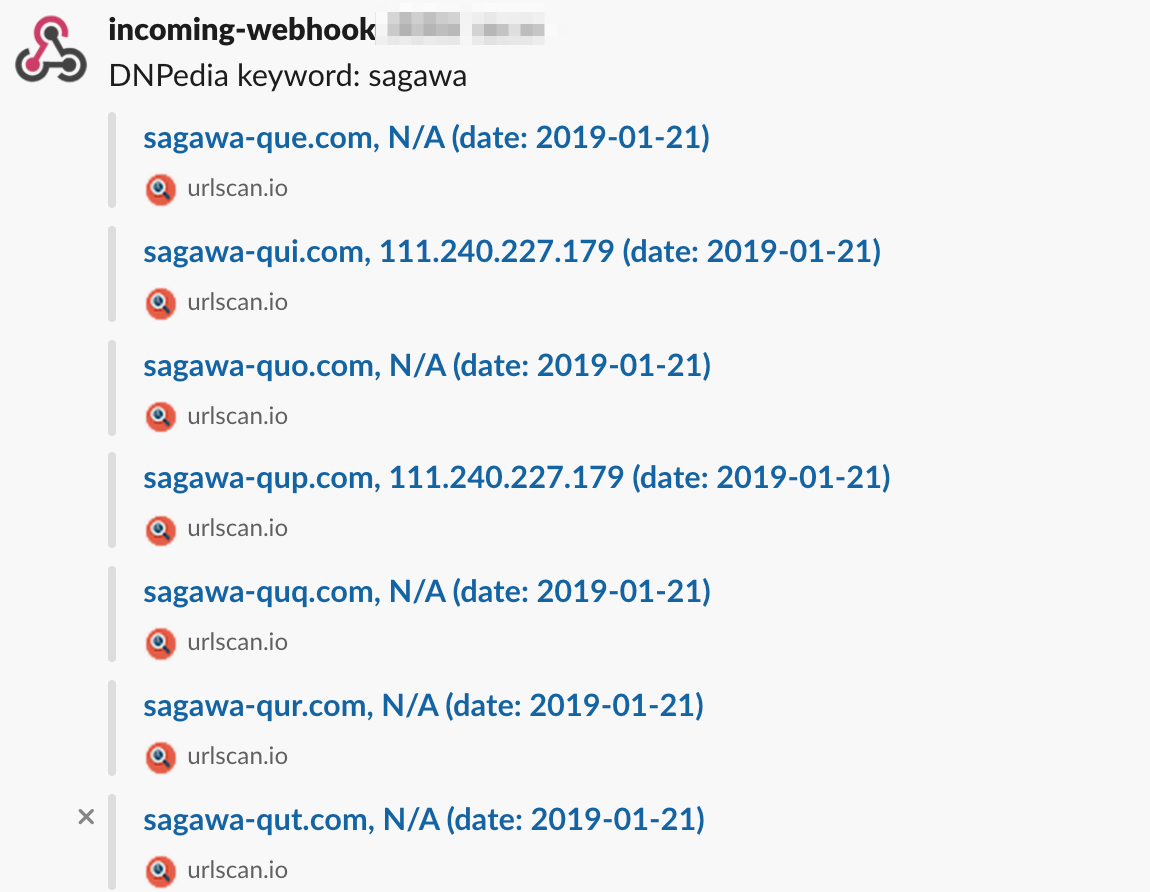 incoming-webhook
DNPedia keyword: sagawa
sagawa-que.com, N/A (date: 2019-01-21)
urlscan.io
sagawa-qui.com, 111.240.227.179 (date: 2019-01-21)
urlscan.io
sagawa-quo.com, N/A (date: 2019-01-21)
urlscan.io
sagawa-qup.com, 111.240.227.179 (date: 2019-01-21)
urlscan.io
sagawa-quq.com, N/A (date: 2019-01-21)
urlscan.io
sagawa-qur.com, N/A (date: 2019-01-21)
urlscan.io
sagawa-qut.com, N/A (date: 2019-01-21)
urlscan.io